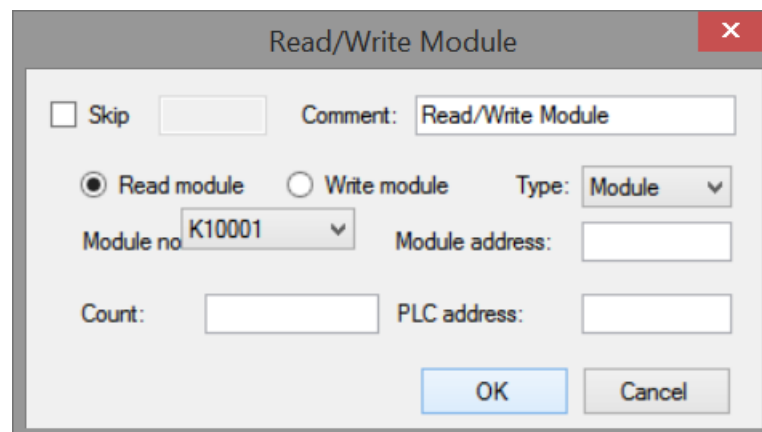 Read/Write Module
Skip Comment: Read/Write Module
Read module Write module Type: Module
Module no K10001 Module address:
Count: PLC address:
OK Cancel